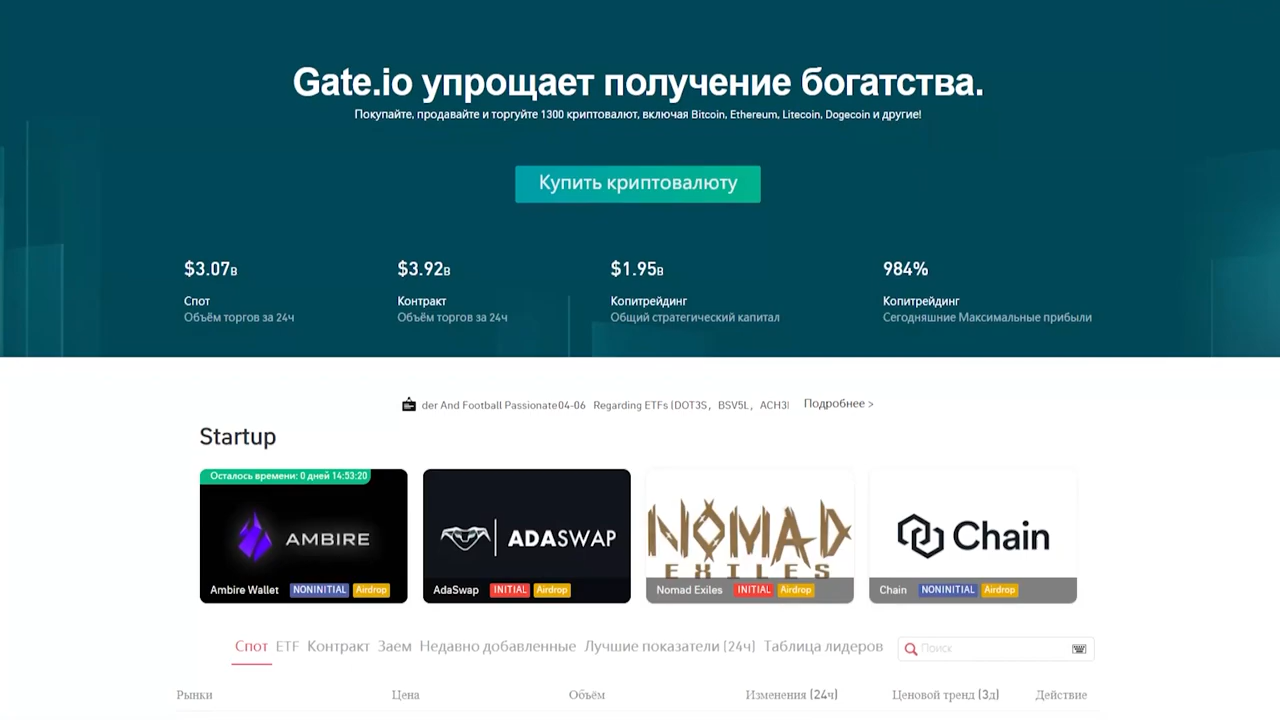 Gate.io упрощает получение богатства.
Покупайте, продавайте и торгуйте 1300 криптовалют, включая Bitcoin, Ethereum, Litecoin, Dogecoin и другие!
Купить криптовалюту
$3.07B $3.92B $1.95B 984%
Спот Контракт Копитрейдинг Копитрейдинг
Объём торгов за 24ч Объём торгов за 24ч Общий стратегический капитал Сегодняшние Максимальные прибыли
der And Football Passionate04-06 Regarding ETFs (DOT3S, BSV5L, ACH3 Подробнее >
Startup
Осталось времени: 0 дней 14:53:20
AMBIRE ADASWAP NOMAD EXILES Chain
Ambire Wallet NONINITIAL Airdrop AdaSwap INITIAL Airdrop Nomad Exiles INITIAL Airdrop Chain NONINITIAL Airdrop
Спот ETF Контракт Заем Недавно добавленные Лучшие показатели (24ч) Таблица лидеров Поиск
Рынки Цена Объём Изменения (24ч) Ценовой тренд (3д) Действие